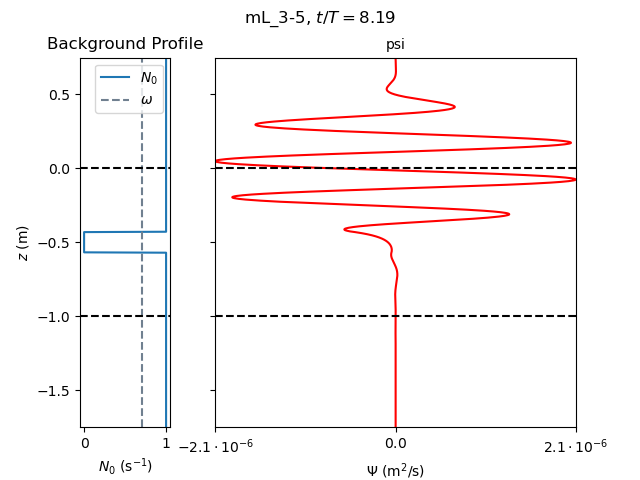 mL_3-5, t/T = 8.19
Background Profile
psi
N₀
ω
0.5
0.0
−0.5
−1.0
−1.5
z (m)
0
1
N₀ (s⁻¹)
−2.1 · 10⁻⁶
0.0
2.1 · 10⁻⁶
Ψ (m²/s)